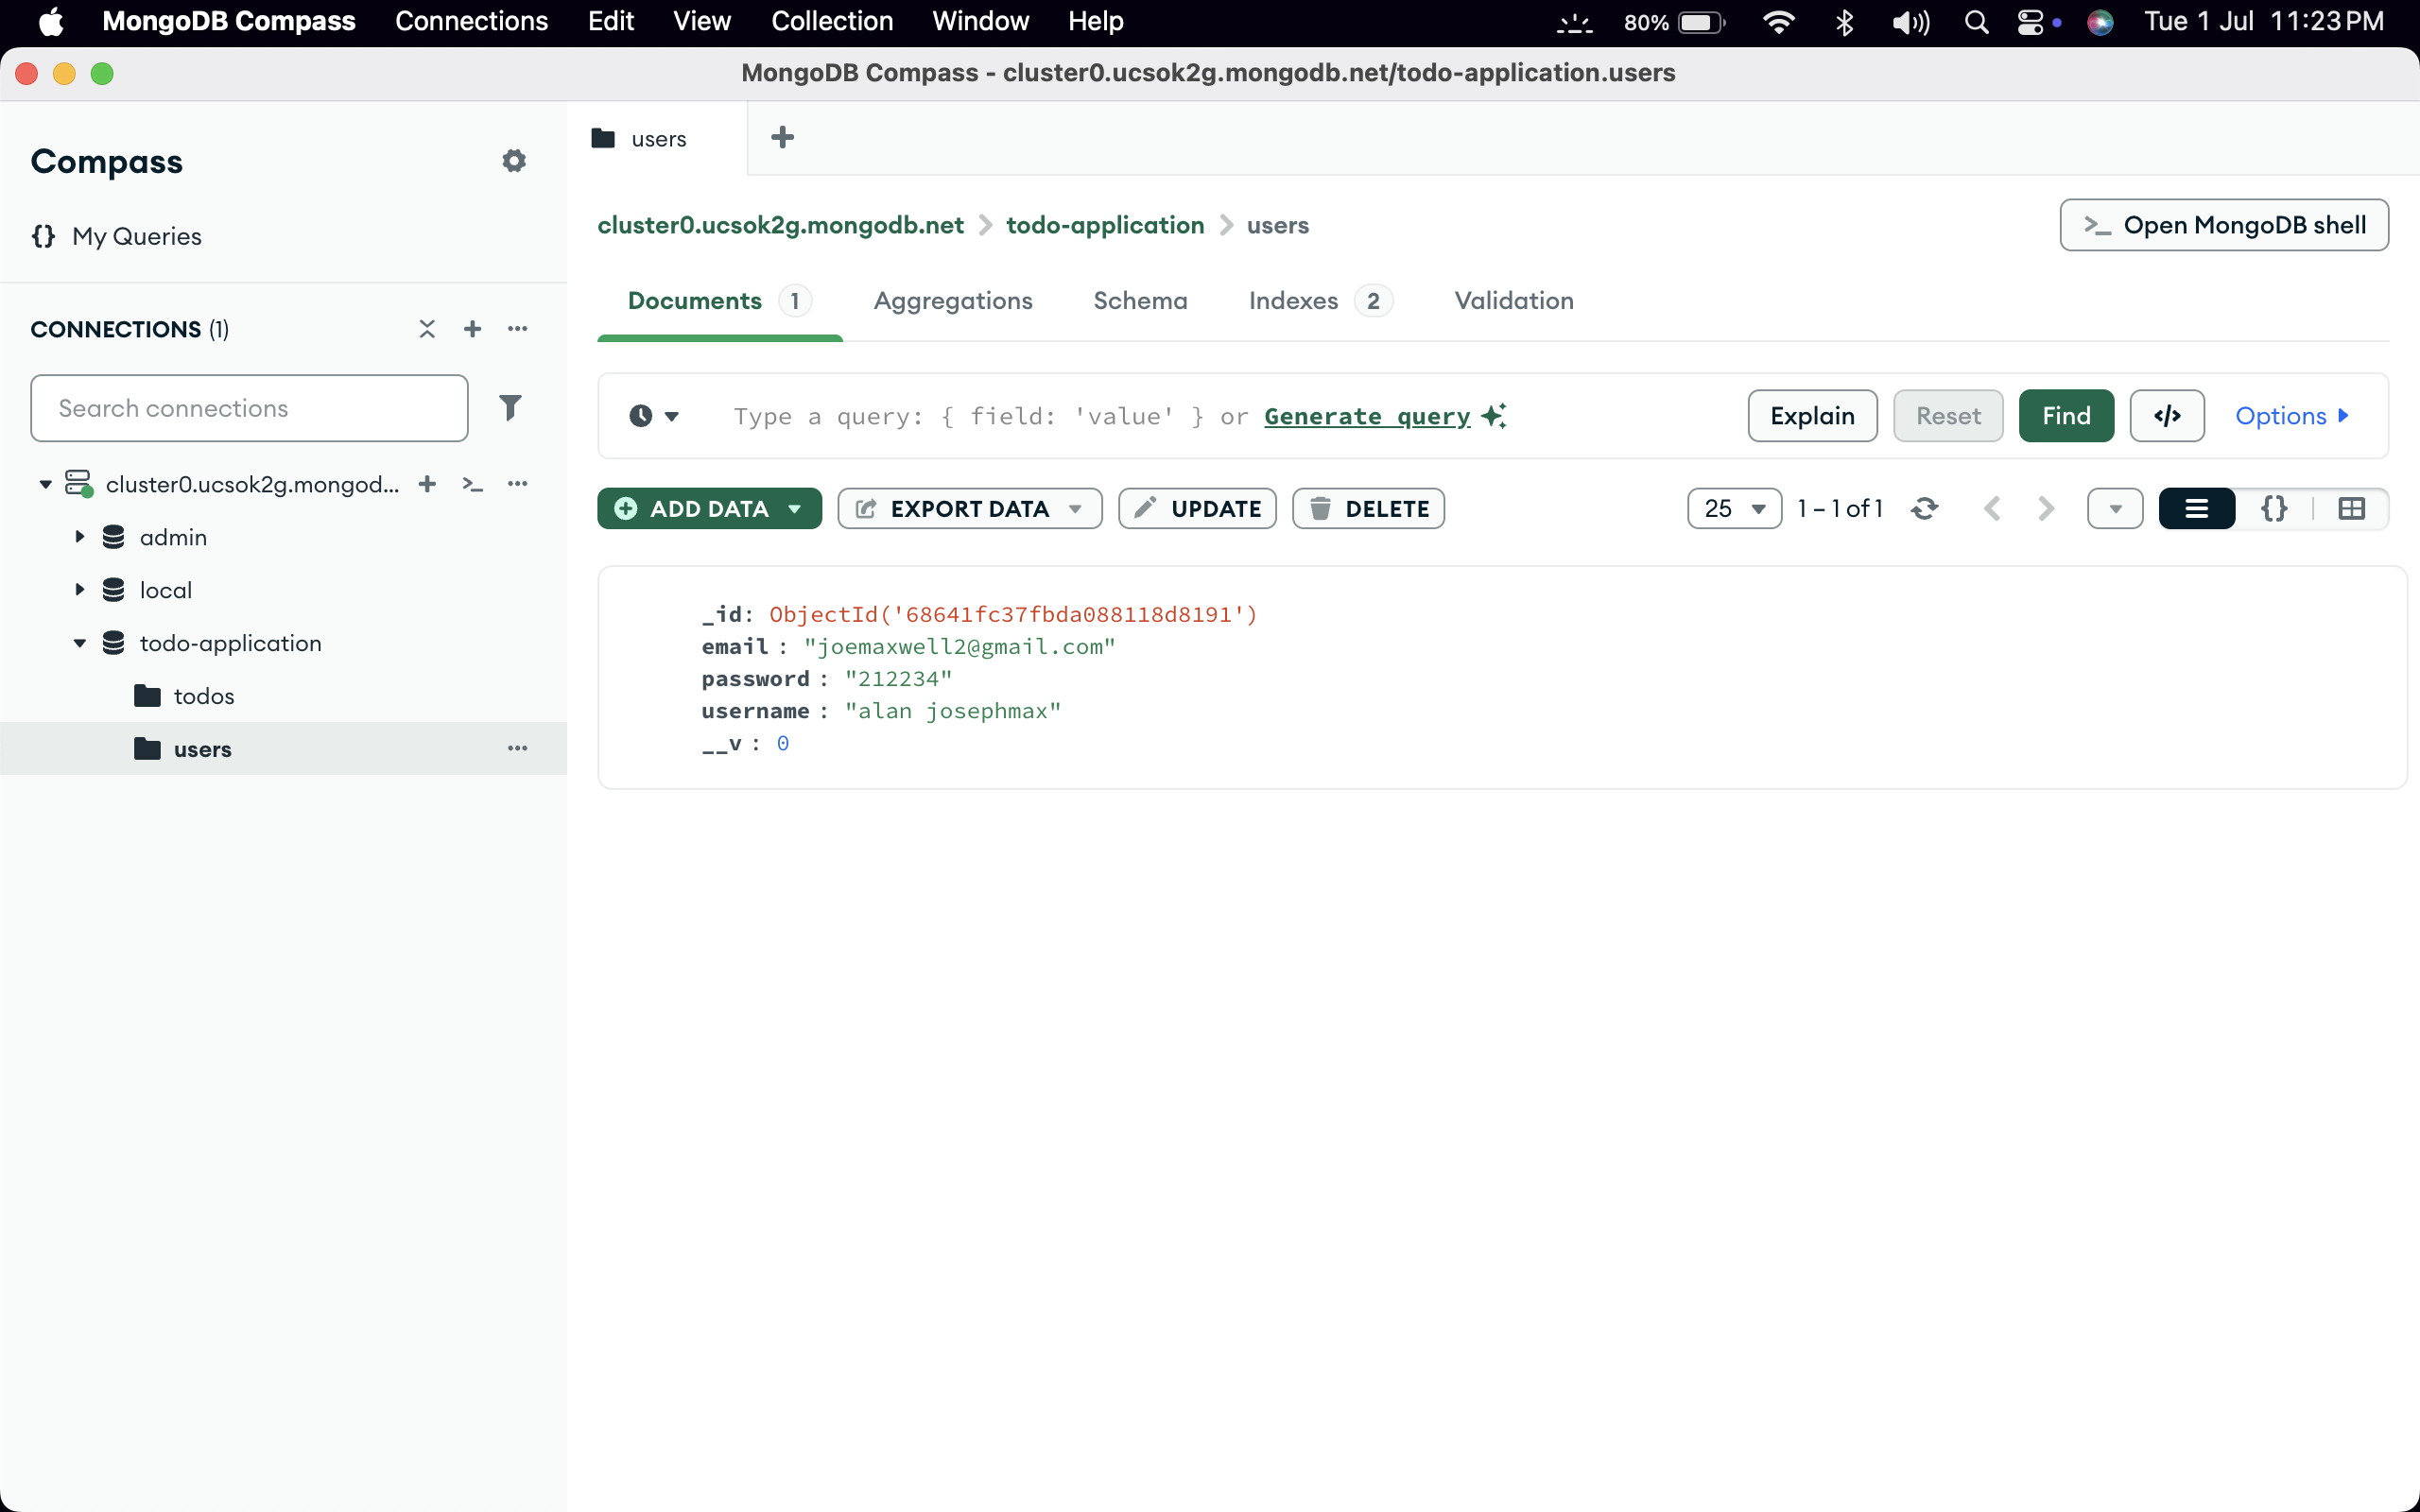 MongoDB Compass Connections Edit View Collection Window Help 80% Tue 1 Jul 11:23 PM
MongoDB Compass - cluster0.ucsok2g.mongodb.net/todo-application.users
Compass
My Queries
CONNECTIONS (1)
Search connections
cluster0.ucsok2g.mongod...
admin
local
todo-application
todos
users
users
cluster0.ucsok2g.mongodb.net > todo-application > users
Open MongoDB shell
Documents 1 Aggregations Schema Indexes 2 Validation
Type a query: { field: 'value' } or Generate query Explain Reset Find </> Options
ADD DATA EXPORT DATA UPDATE DELETE 25 1 – 1 of 1 {}
_id: ObjectId('68641fc37fbda088118d8191')
email : "joemaxwell2@gmail.com"
password : "212234"
username : "alan josephmax"
__v : 0